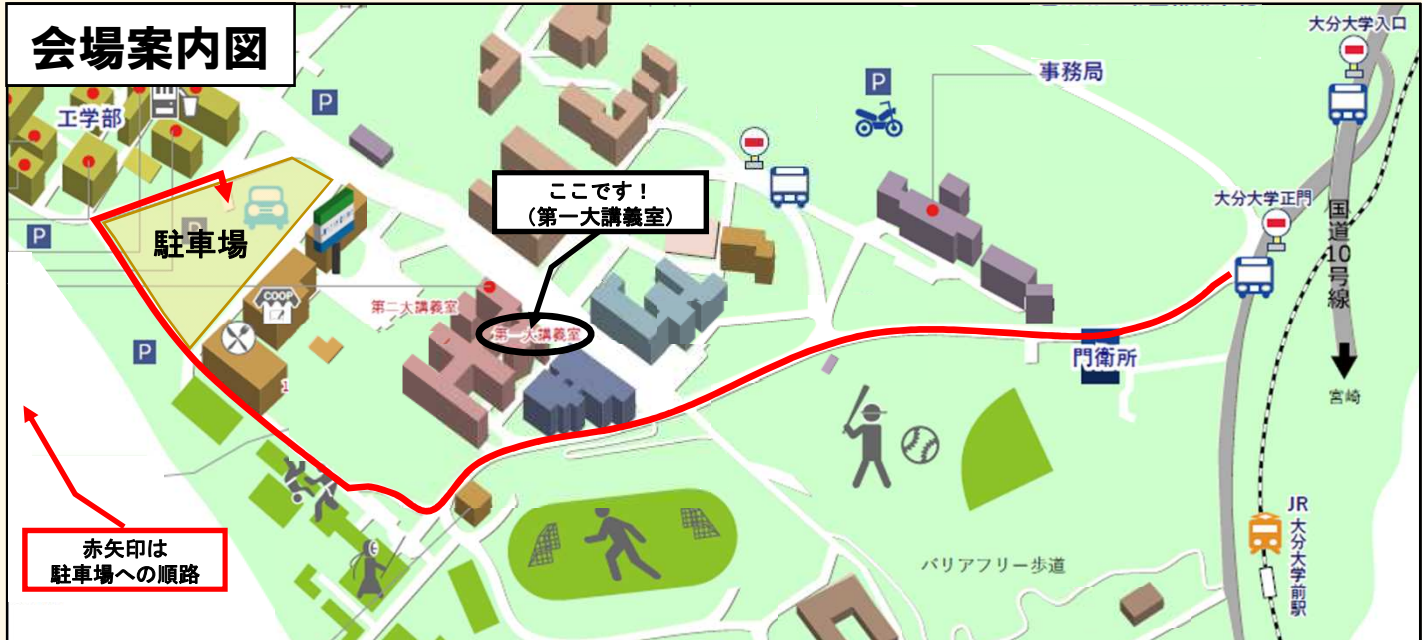 会場案内図
大分大学入口
事務局
P
P
工学部
ここです！
（第一大講義室）
大分大学正門
国道10号線
P
駐車場
P
COOP
第二大講義室
第一大講義室
P
門衛所
宮崎
1
赤矢印は
駐車場への順路
JR
大分大学前駅
バリアフリー歩道